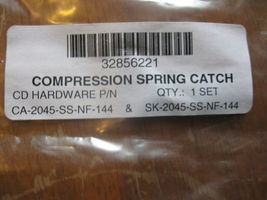 32856221
COMPRESSION SPRING CATCH
CD HARDWARE P/N QTY.: 1 SET
CA-2045-SS-NF-144 & SK-2045-SS-NF-144